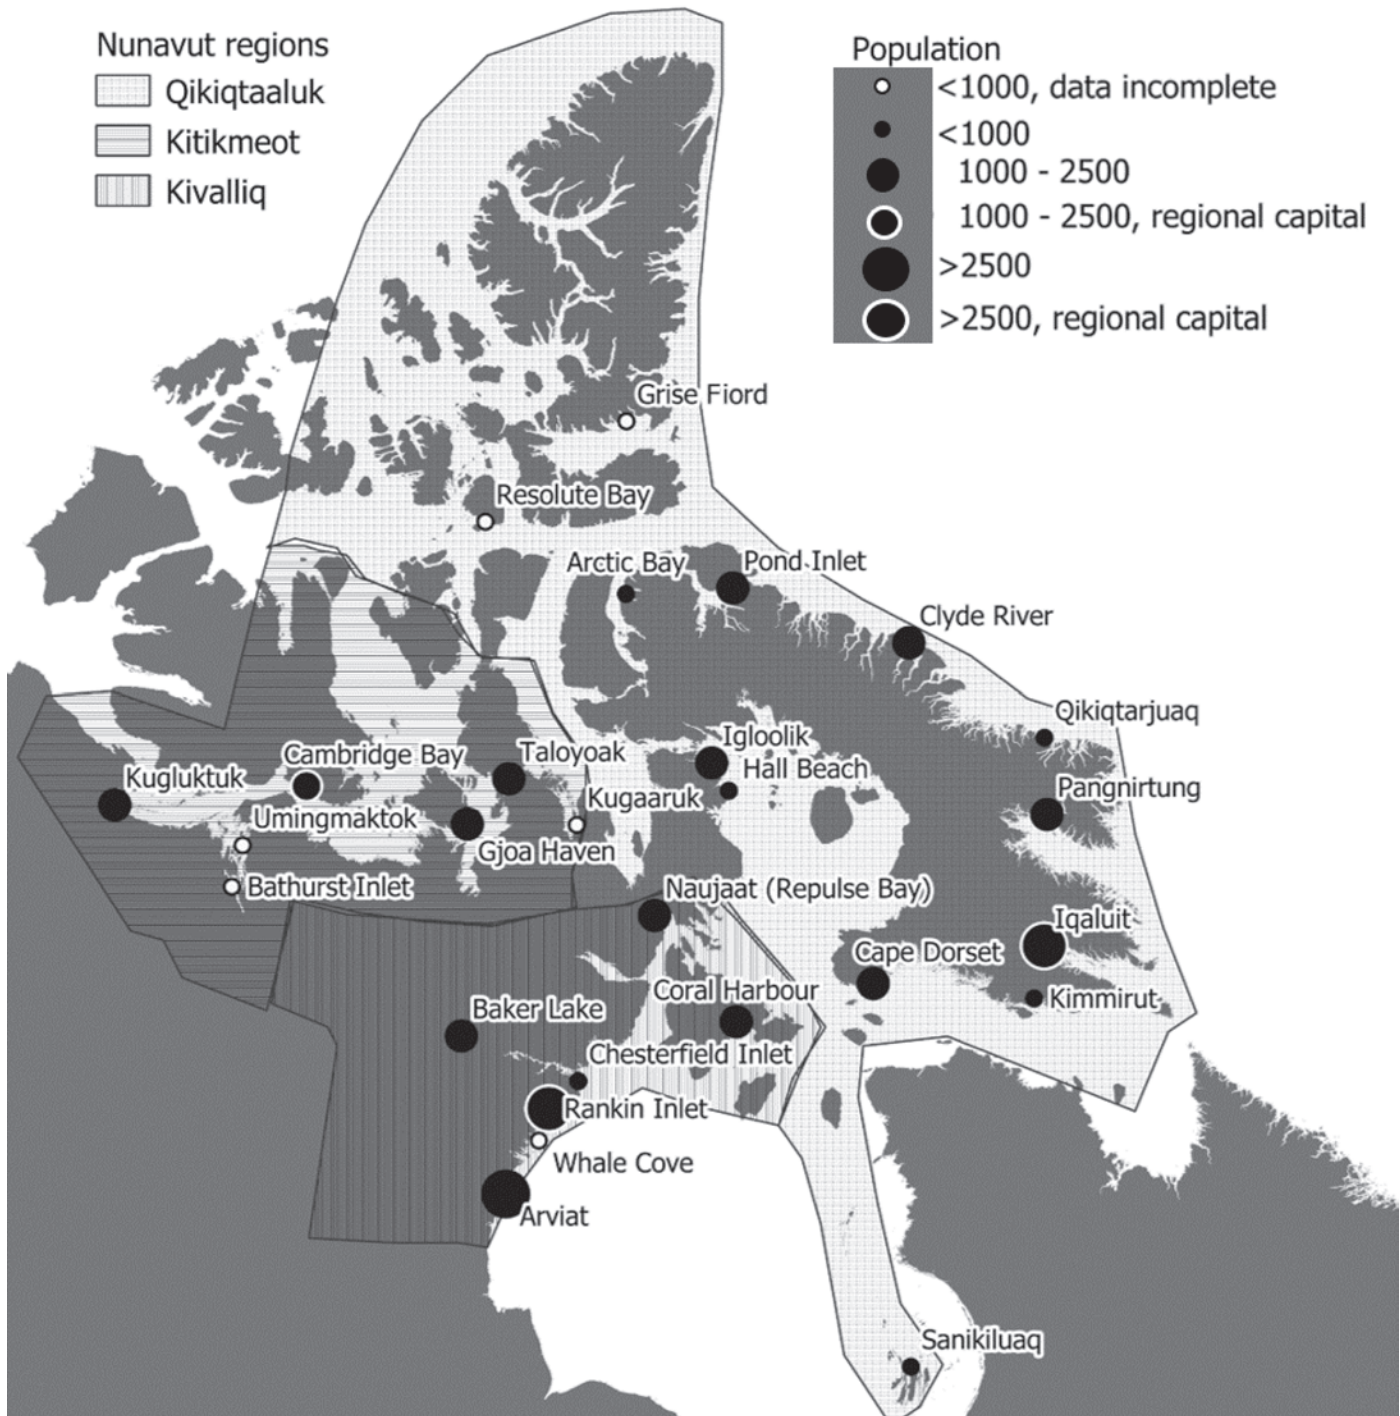 Nunavut regions
Qikiqtaaluk
Kitikmeot
Kivalliq
Population
<1000, data incomplete
<1000
1000 - 2500
1000 - 2500, regional capital
>2500
>2500, regional capital
Grise Fiord
Resolute Bay
Arctic Bay
Pond Inlet
Clyde River
Qikiqtarjuaq
Igloolik
Hall Beach
Pangnirtung
Cambridge Bay
Taloyoak
Kugluktuk
Kugaaruk
Umingmaktok
Gjoa Haven
Bathurst Inlet
Naujaat (Repulse Bay)
Iqaluit
Cape Dorset
Kimmirut
Coral Harbour
Baker Lake
Chesterfield Inlet
Rankin Inlet
Whale Cove
Arviat
Sanikiluaq